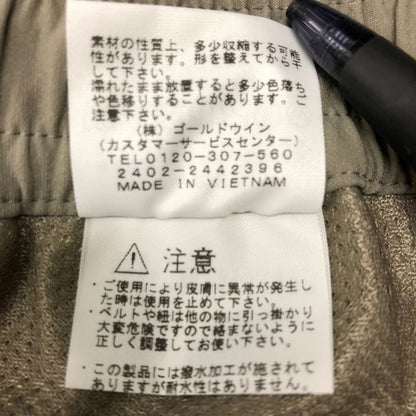 素材の性質上、多少収縮する可能
性があります。形を整えてから干
して下さい。
濡れたまま放置すると多少色落ち
や色移りすることがあります。ご
注意下さい。
(株) ゴールドウイン
(カスタマーサービスセンター)
TEL0120-307-560
2402-2442396
MADE IN VIETNAM
注意
・ご使用により皮膚に異常が発生し
た時は使用を止めて下さい。
・ベルトや紐は他の物に引っ掛かり
大変危険ですので絡まないように
正しく調整してお使い下さい。
・この製品には撥水加工が施されて
ありますが耐水性はありません。